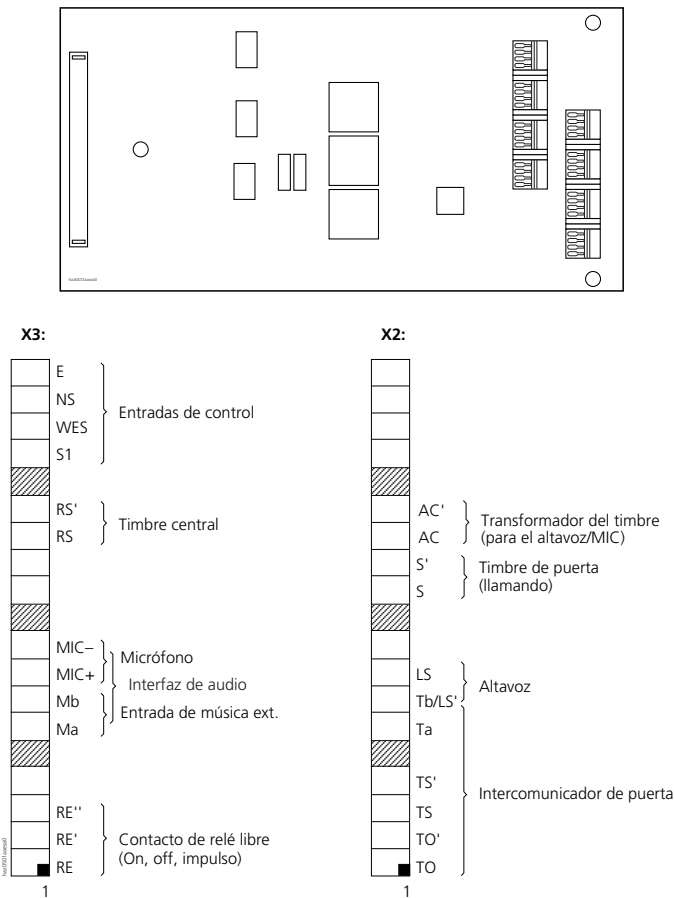 X3:
E
NS
WES
S1
Entradas de control
RS'
RS
Timbre central
MIC–
MIC+
Micrófono
Interfaz de audio
Mb
Ma
Entrada de música ext.
RE''
RE'
RE
Contacto de relé libre
(On, off, impulso)
1
X2:
AC'
AC
Transformador del timbre
(para el altavoz/MIC)
S'
S
Timbre de puerta
(llamando)
LS
Tb/LS'
Altavoz
Ta
TS'
TS
TO'
TO
Intercomunicador de puerta
1